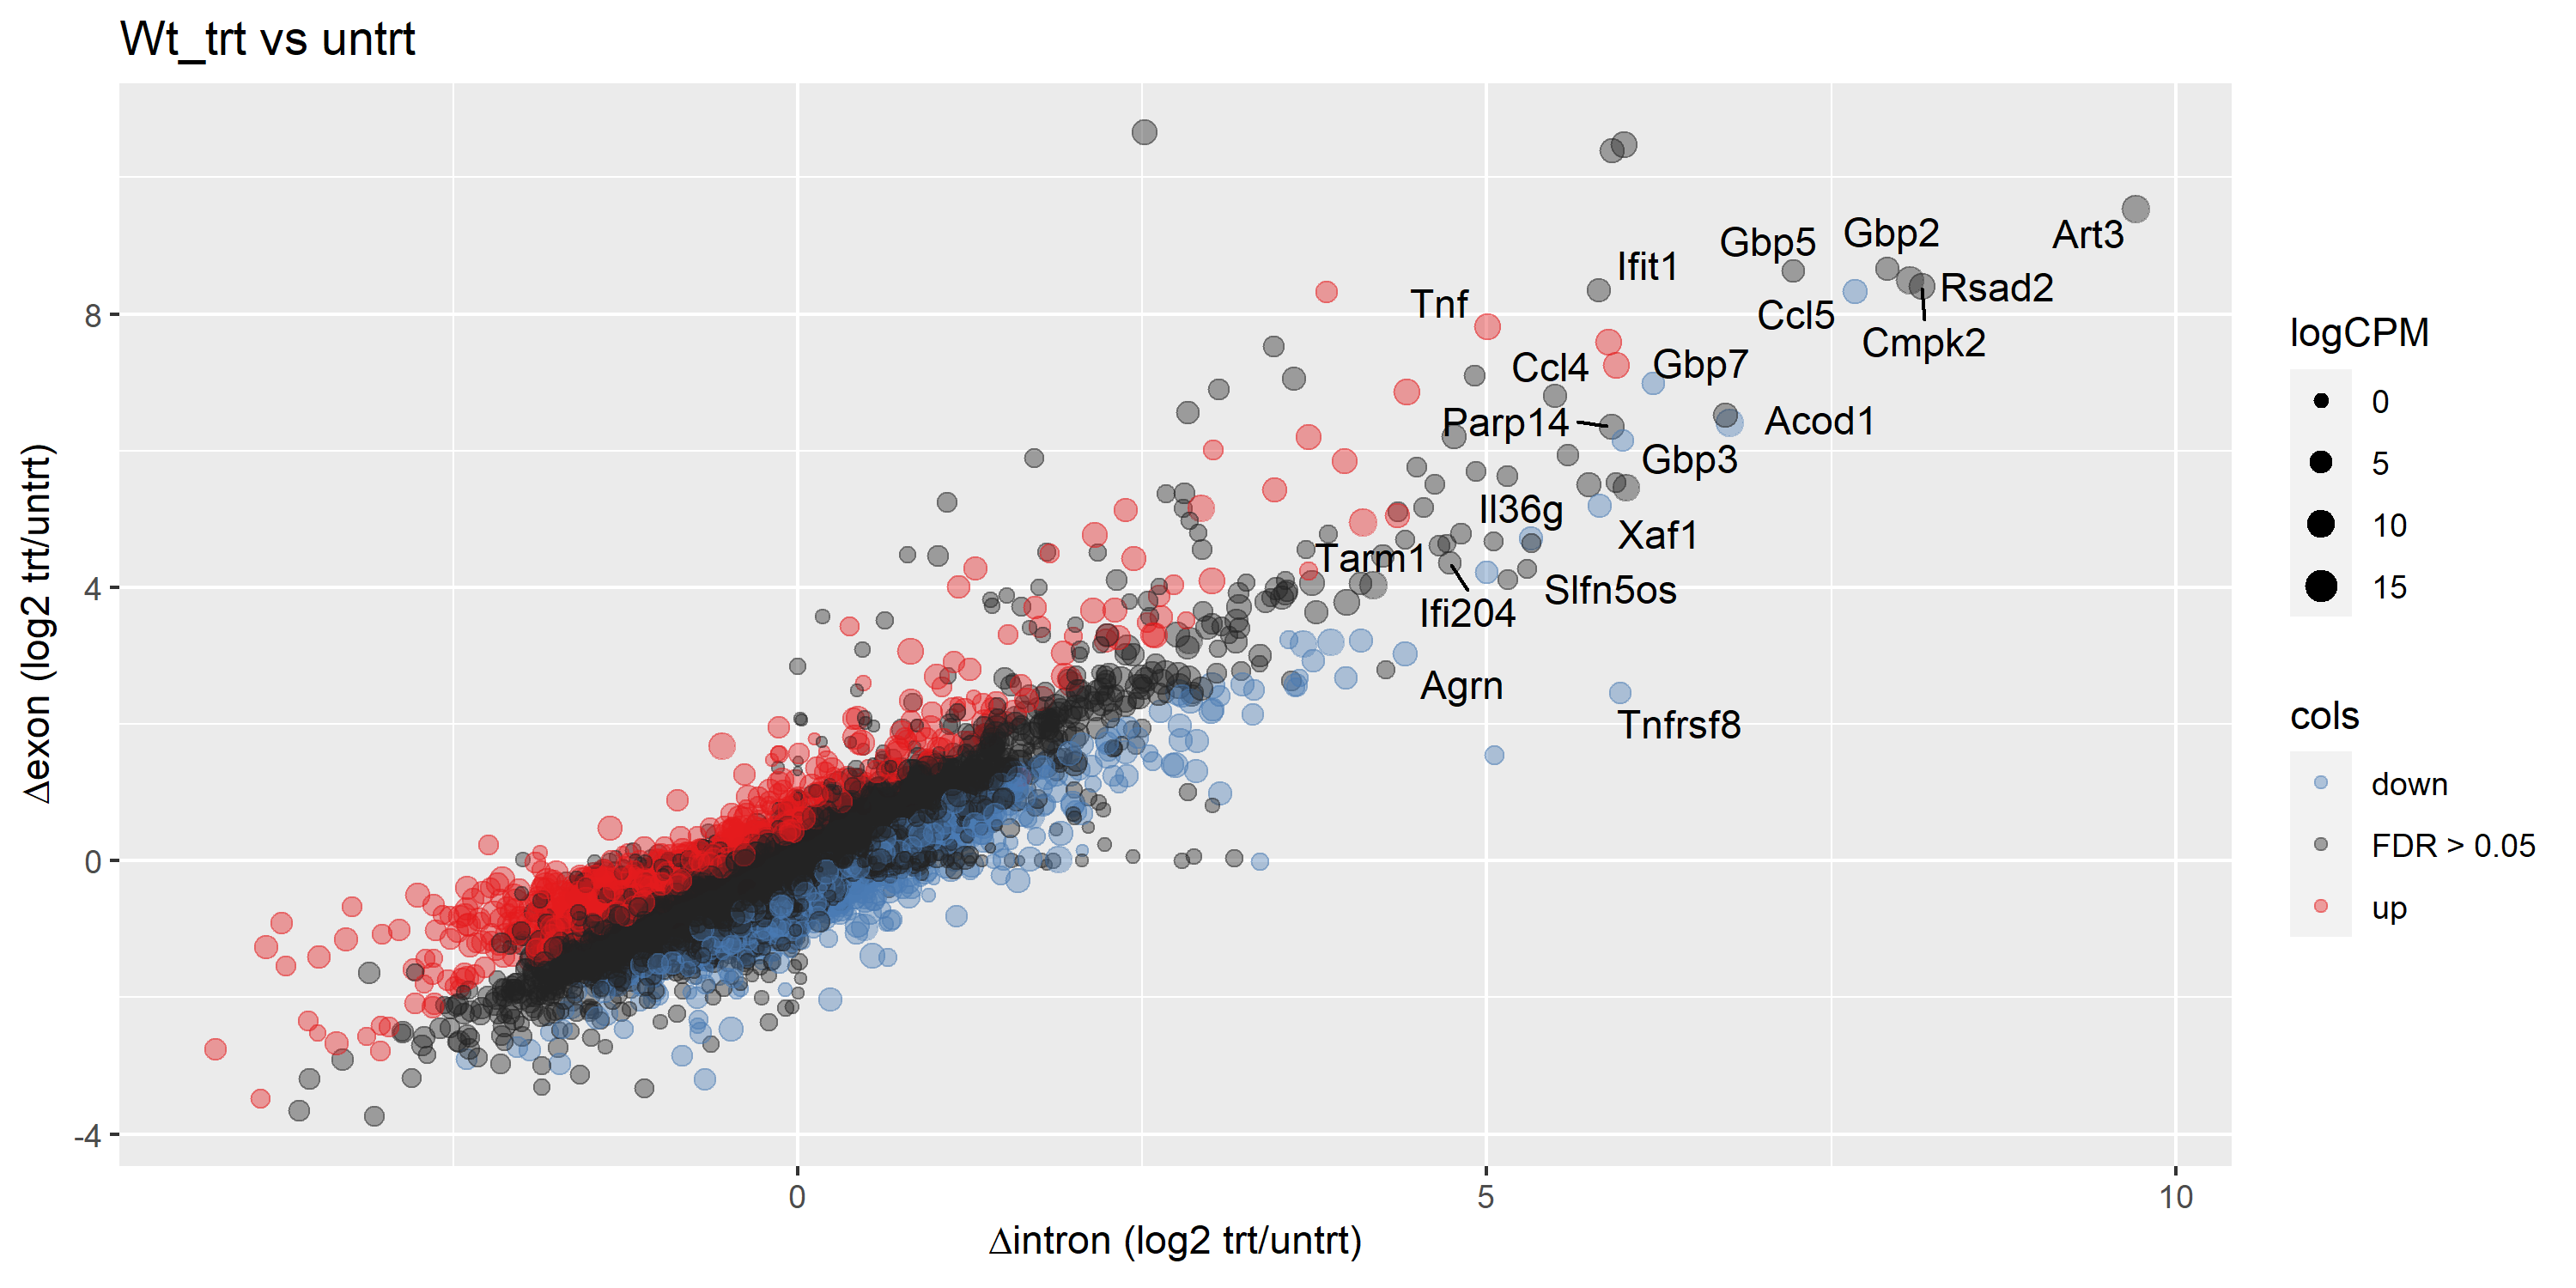 Wt_trt vs untrt
Δexon (log2 trt/untrt)
8
4
0
-4
Art3
Gbp2
Gbp5
Ifit1
Rsad2
Tnf
Ccl5
Cmpk2
Gbp7
Ccl4
Parp14
Acod1
Gbp3
Il36g
Xaf1
Tarm1
Slfn5os
Ifi204
Agrn
Tnfrsf8
0
5
10
Δintron (log2 trt/untrt)
logCPM
0
5
10
15
cols
down
FDR > 0.05
up